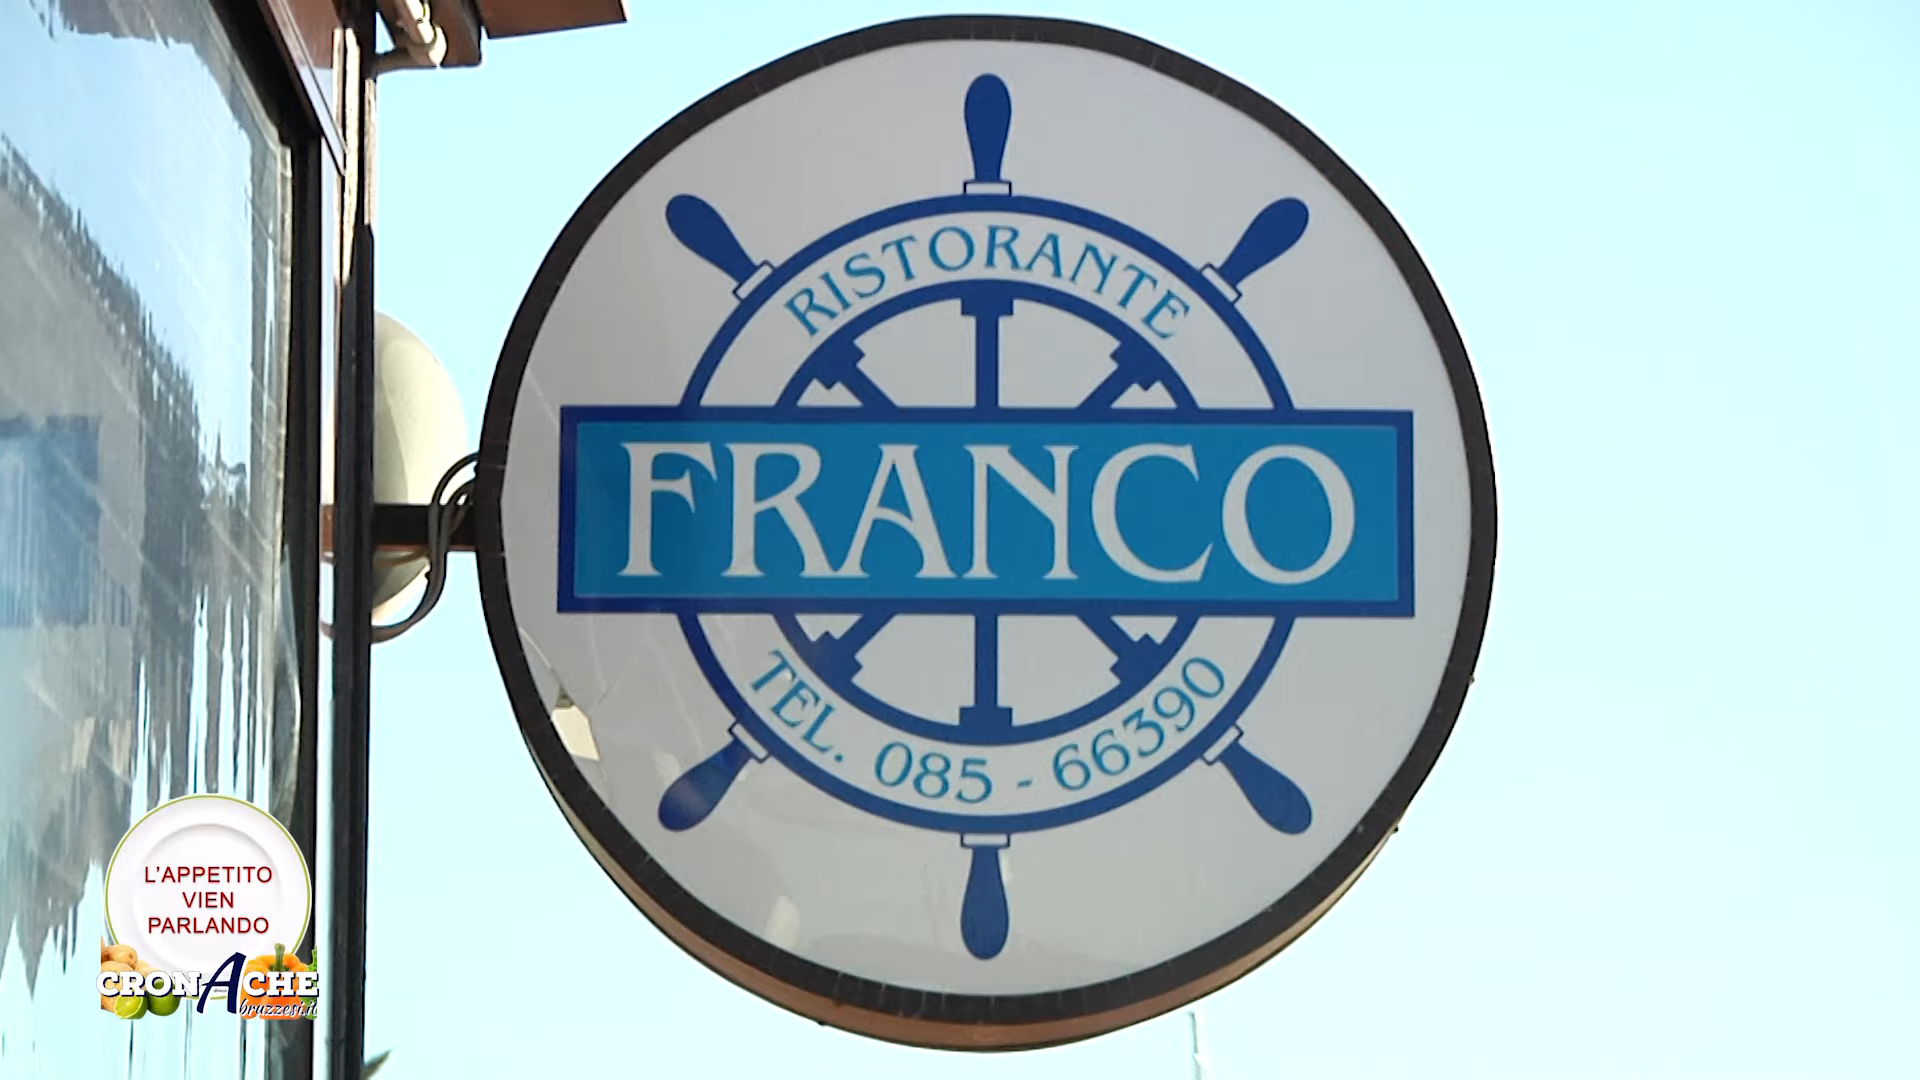 RISTORANTE
FRANCO
TEL. 085 - 66390
L'APPETITO
VIEN
PARLANDO
CRONACHE
Abruzzesi.it